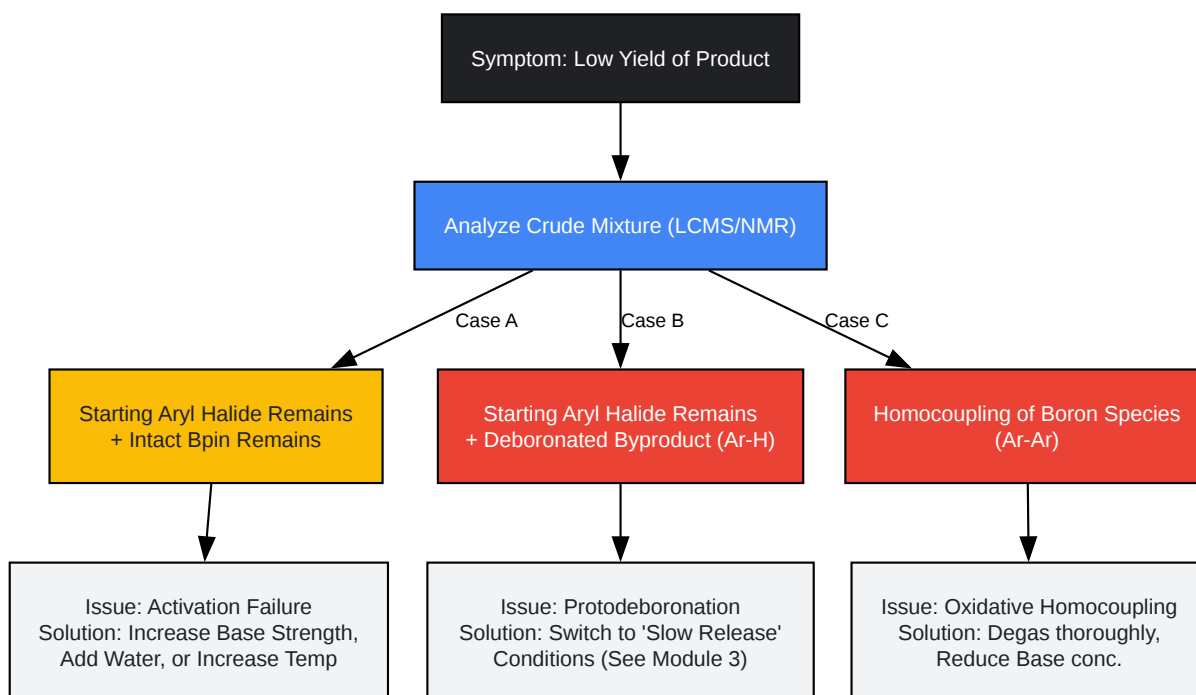 Symptom: Low Yield of Product
Analyze Crude Mixture (LCMS/NMR)
Case A
Case B
Case C
Starting Aryl Halide Remains
+ Intact Bpin Remains
Starting Aryl Halide Remains
+ Deboronated Byproduct (Ar-H)
Homocoupling of Boron Species
(Ar-Ar)
Issue: Activation Failure
Solution: Increase Base Strength,
Add Water, or Increase Temp
Issue: Protodeboronation
Solution: Switch to 'Slow Release'
Conditions (See Module 3)
Issue: Oxidative Homocoupling
Solution: Degas thoroughly,
Reduce Base conc.